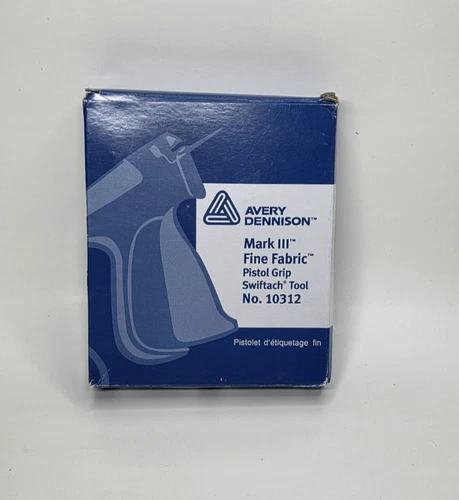 AVERY
DENNISON™
Mark III™
Fine Fabric™
Pistol Grip
Swiftach® Tool
No. 10312
Pistolet d'étiquetage fin